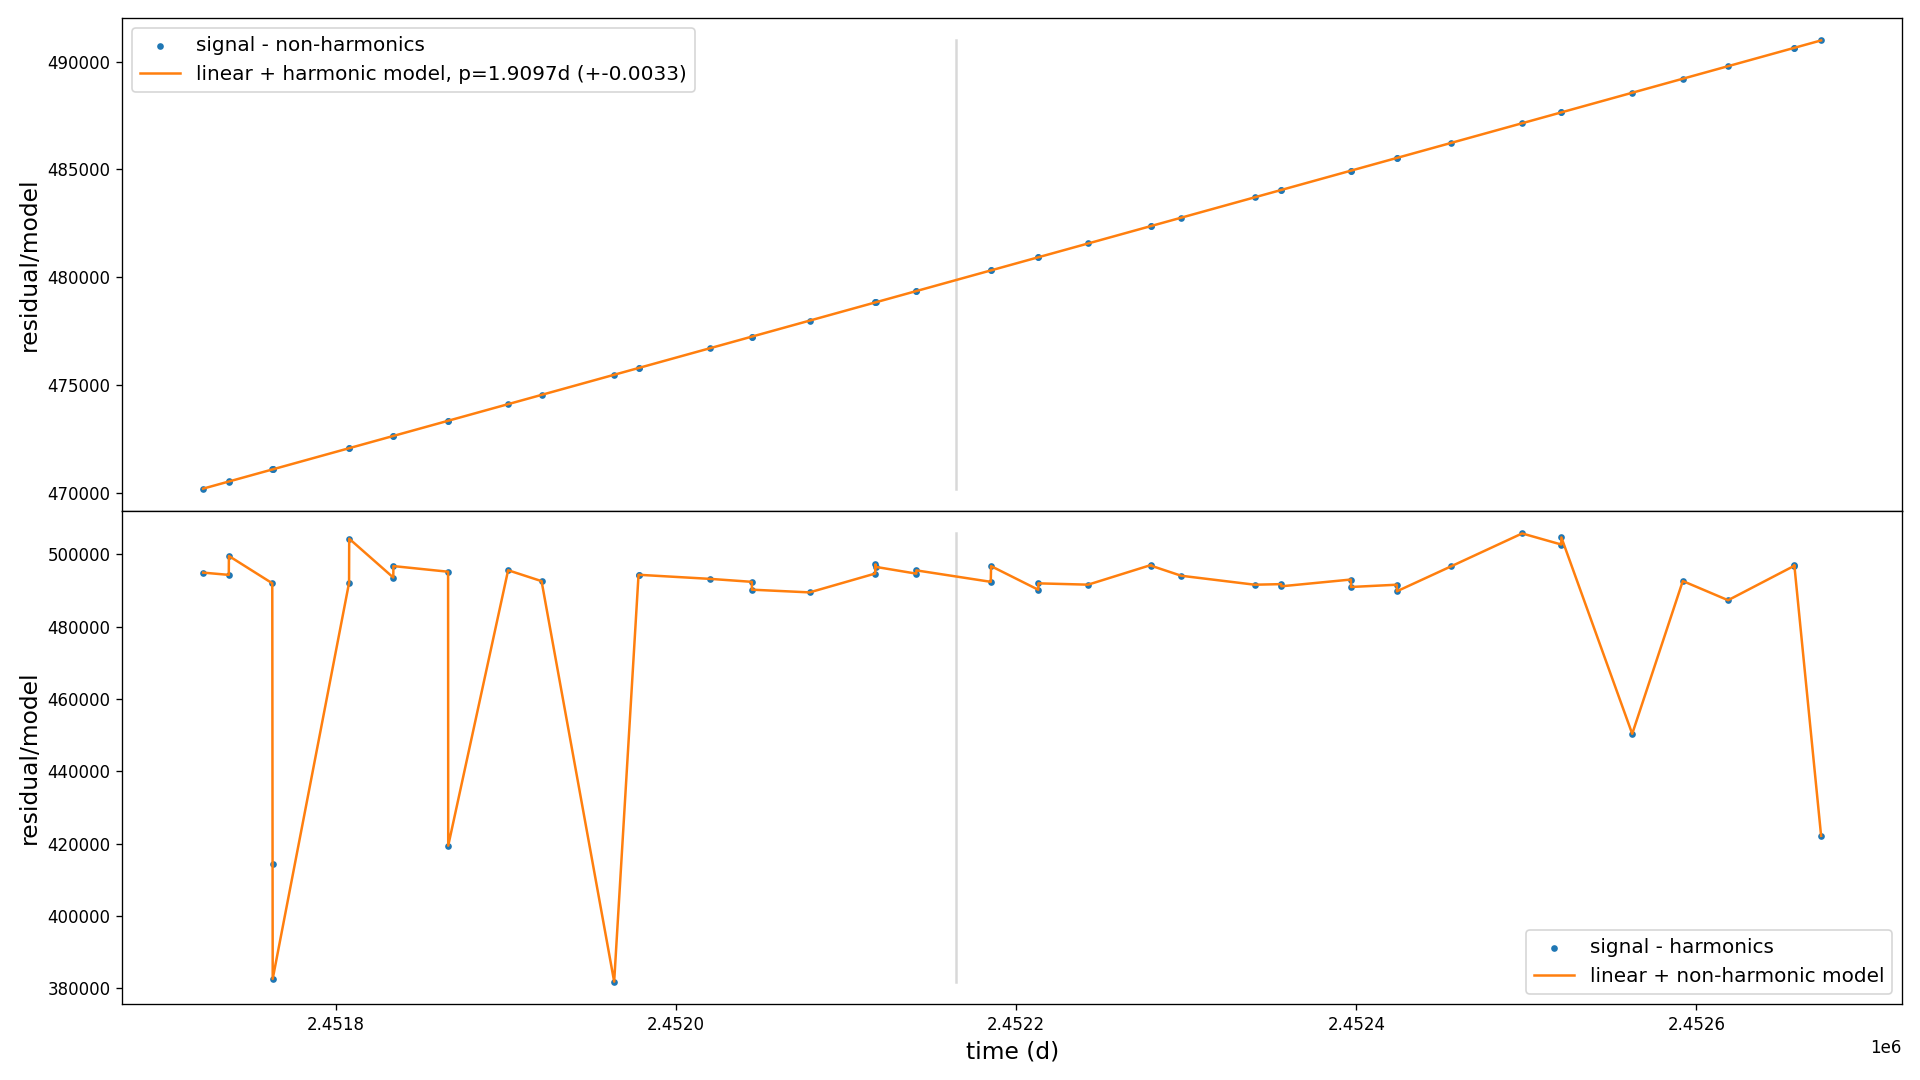 signal - non-harmonics
linear + harmonic model, p=1.9097d (+-0.0033)
490000
485000
480000
475000
470000
residual/model
500000
480000
460000
440000
420000
400000
380000
residual/model
signal - harmonics
linear + non-harmonic model
2.4518
2.4520
2.4522
2.4524
2.4526
1e6
time (d)